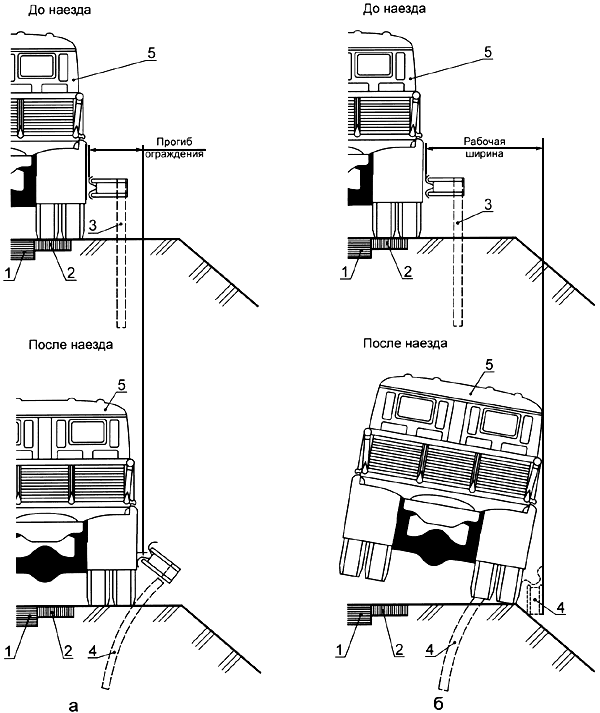 До наезда
До наезда
5
5
Прогиб
ограждения
Рабочая
ширина
3
3
1
2
1
2
После наезда
После наезда
5
5
4
1
2
4
1
2
4
а
б